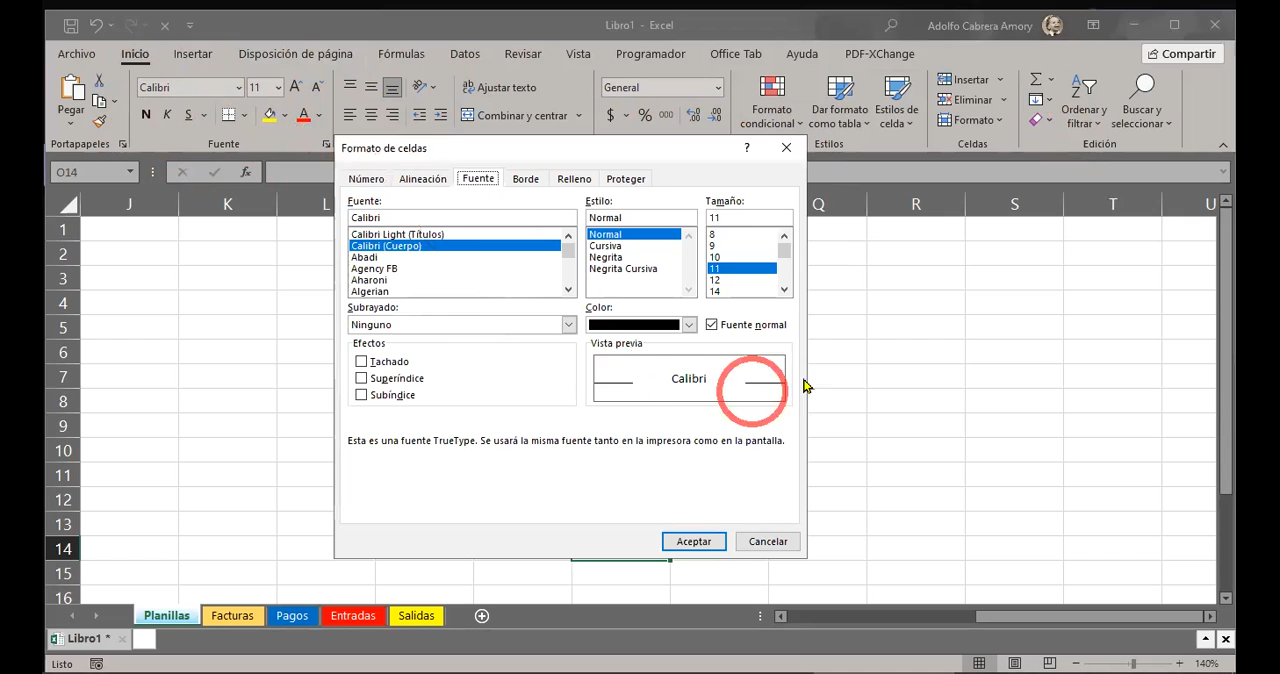 Libro1 - Excel
Adolfo Cabrera Amory
Archivo Inicio Insertar Disposición de página Fórmulas Datos Revisar Vista Programador Office Tab Ayuda PDF-XChange Compartir
Pegar
Portapapeles
Calibri 11
N K S
Fuente
Ajustar texto
Combinar y centrar
General
$ % 000
Formato condicional
Dar formato como tabla
Estilos de celda
Estilos
Insertar
Eliminar
Formato
Celdas
Ordenar y filtrar
Buscar y seleccionar
Edición
O14
fx
J K L Q R S T U
1
2
3
4
5
6
7
8
9
10
11
12
13
14
15
16
Formato de celdas ?
Número Alineación Fuente Borde Relleno Proteger
Fuente: Estilo: Tamaño:
Calibri Normal 11
Calibri Light (Títulos) Normal 8
Calibri (Cuerpo) Cursiva 9
Abadi Negrita 10
Agency FB Negrita Cursiva 11
Aharoni 12
Algerian 14
Subrayado: Color:
Ninguno Fuente normal
Efectos Vista previa
Tachado
Superíndice
Subíndice
Calibri
Esta es una fuente TrueType. Se usará la misma fuente tanto en la impresora como en la pantalla.
Aceptar Cancelar
Planillas Facturas Pagos Entradas Salidas
Libro1 *
Listo 140%